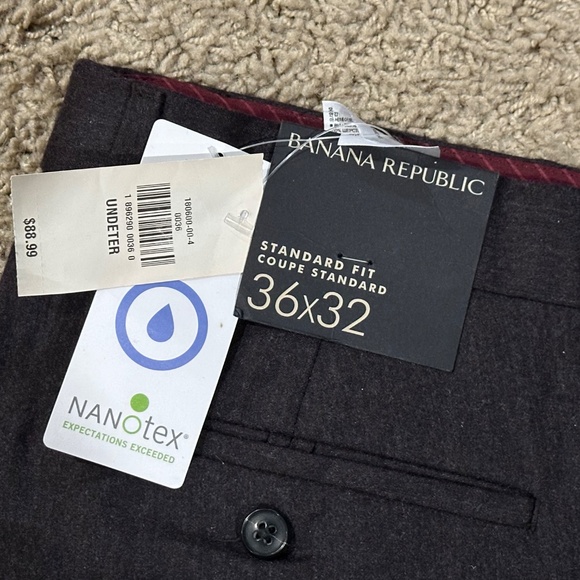 BANANA REPUBLIC
STANDARD FIT
COUPE STANDARD
36x32
180600-00-4
0036
1 896290 0036 0
UNDETER
$88.99
NANOtex®
EXPECTATIONS EXCEEDED